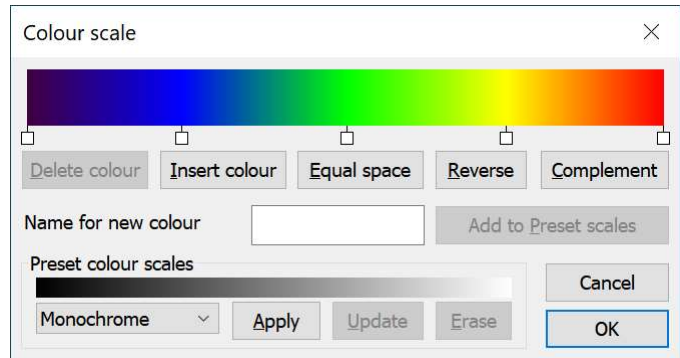 Colour scale
Delete colour Insert colour Equal space Reverse Complement
Name for new colour Add to Preset scales
Preset colour scales
Cancel
Monochrome Apply Update Erase OK